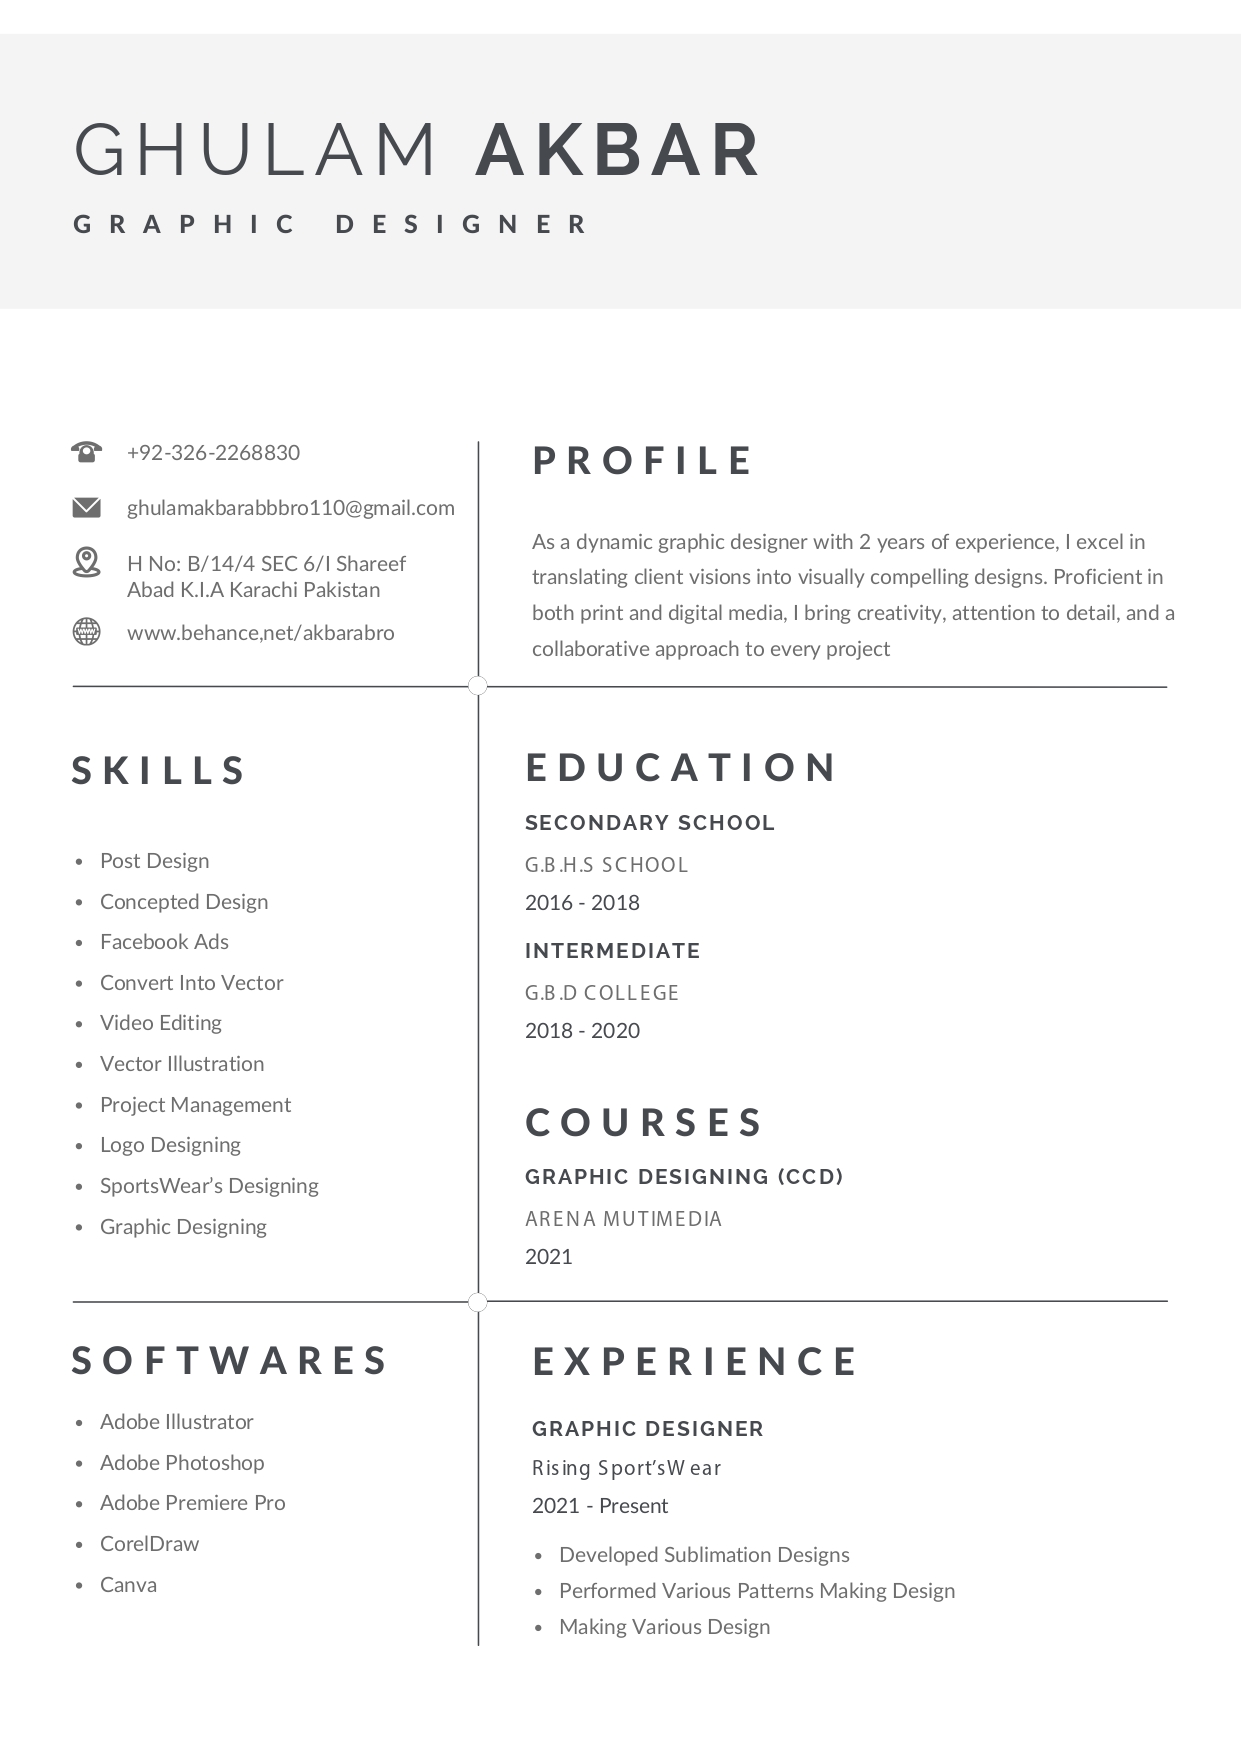 GHULAM AKBAR
GRAPHIC DESIGNER
+92-326-2268830
ghulamakbarabbbro110@gmail.com
H No: B/14/4 SEC 6/I Shareef
Abad K.I.A Karachi Pakistan
www.behance,net/akbarabro
PROFILE
As a dynamic graphic designer with 2 years of experience, I excel in
translating client visions into visually compelling designs. Proficient in
both print and digital media, I bring creativity, attention to detail, and a
collaborative approach to every project
SKILLS
• Post Design
• Concepted Design
• Facebook Ads
• Convert Into Vector
• Video Editing
• Vector Illustration
• Project Management
• Logo Designing
• SportsWear’s Designing
• Graphic Designing
EDUCATION
SECONDARY SCHOOL
G.B.H.S SCHOOL
2016 - 2018
INTERMEDIATE
G.B.D COLLEGE
2018 - 2020
COURSES
GRAPHIC DESIGNING (CCD)
ARENA MUTIMEDIA
2021
SOFTWARES
• Adobe Illustrator
• Adobe Photoshop
• Adobe Premiere Pro
• CorelDraw
• Canva
EXPERIENCE
GRAPHIC DESIGNER
Rising Sport’sWear
2021 - Present
• Developed Sublimation Designs
• Performed Various Patterns Making Design
• Making Various Design